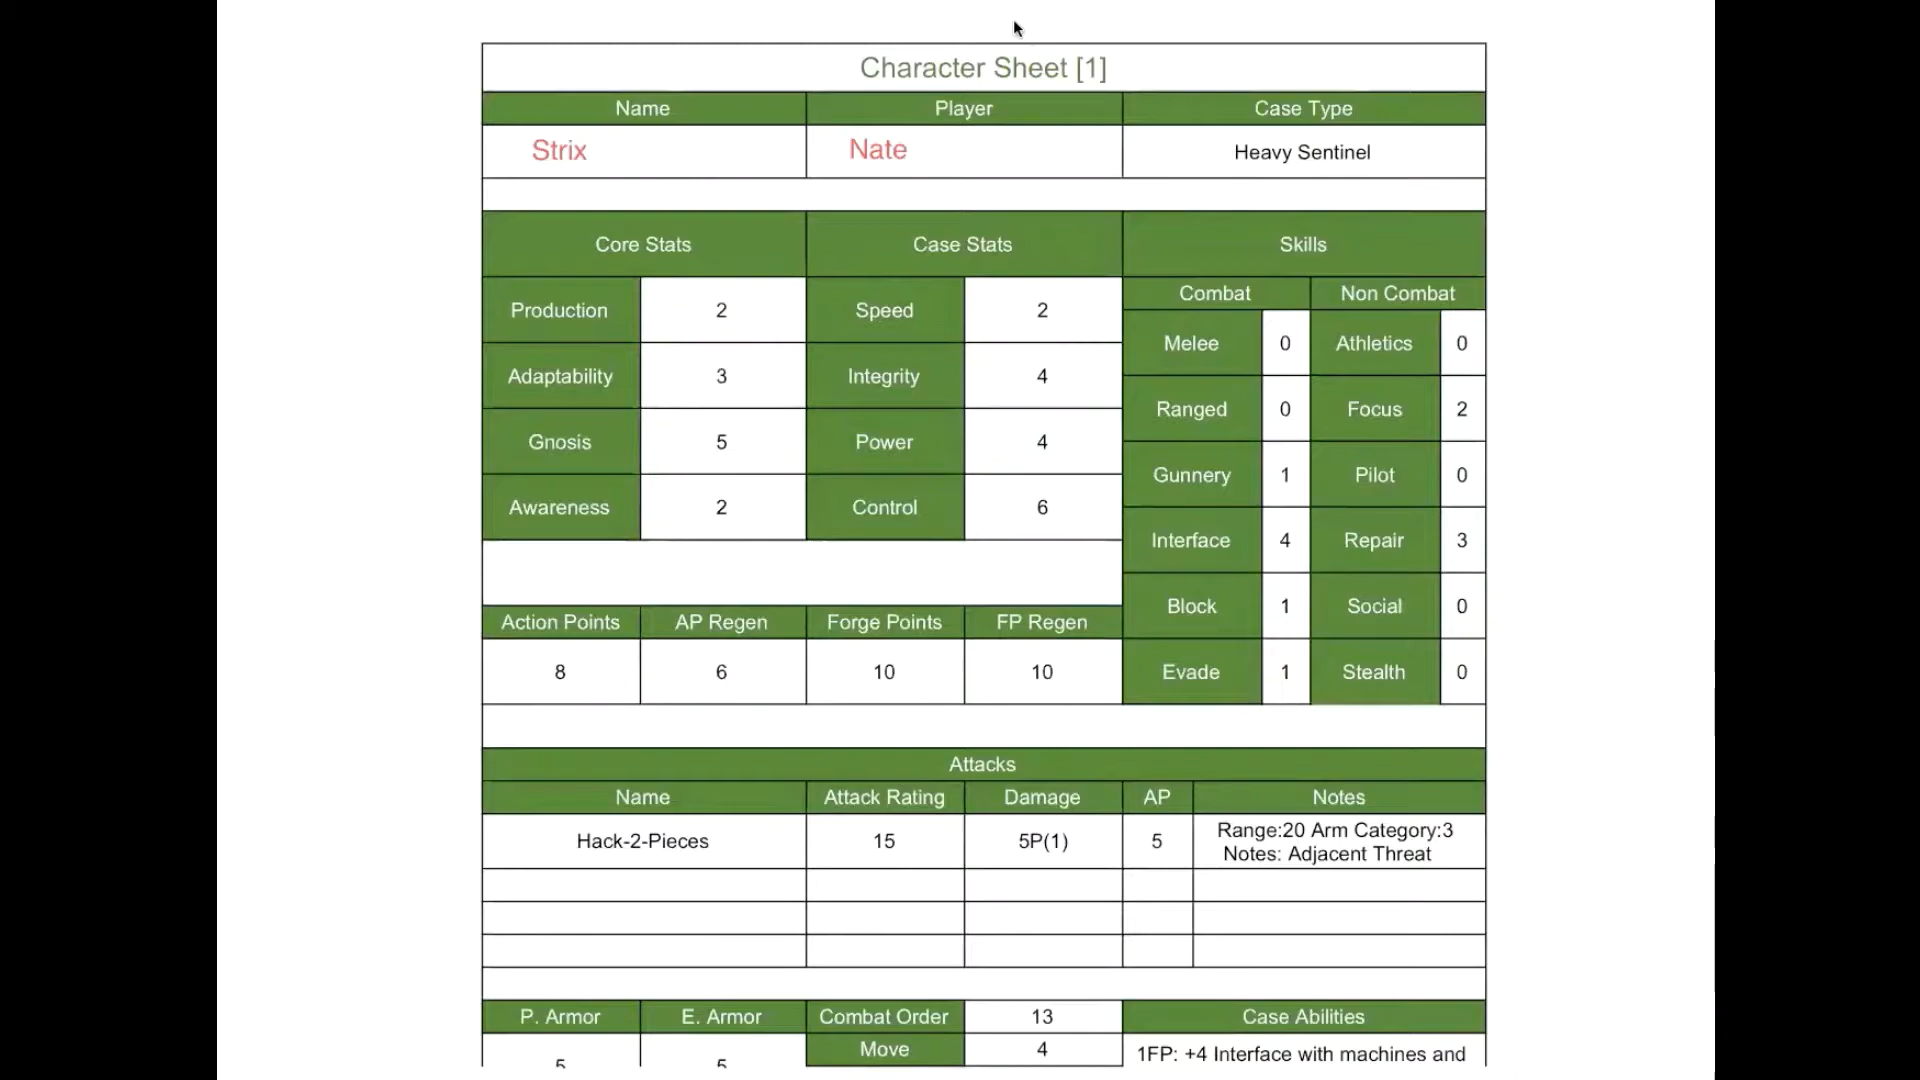 Character Sheet [1]
Name Player Case Type
Strix Nate Heavy Sentinel
Core Stats Case Stats Skills
Combat Non Combat
Production 2 Speed 2
Melee 0 Athletics 0
Adaptability 3 Integrity 4
Ranged 0 Focus 2
Gnosis 5 Power 4
Gunnery 1 Pilot 0
Awareness 2 Control 6
Interface 4 Repair 3
Block 1 Social 0
Action Points AP Regen Forge Points FP Regen
8 6 10 10
Evade 1 Stealth 0
Attacks
Name Attack Rating Damage AP Notes
Hack-2-Pieces 15 5P(1) 5 Range:20 Arm Category:3
Notes: Adjacent Threat
P. Armor E. Armor Combat Order 13 Case Abilities
5 5 Move 4 1FP: +4 Interface with machines and